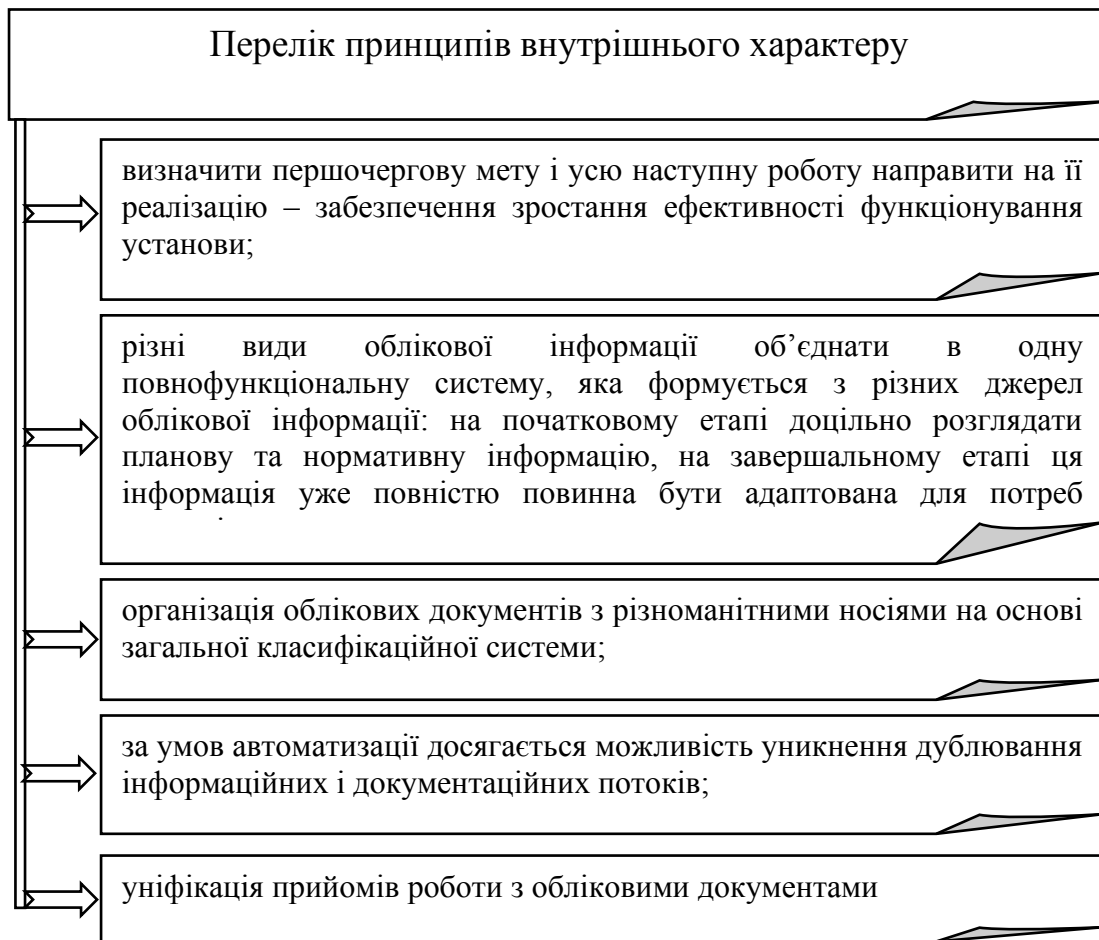 Перелік принципів внутрішнього характеру
визначити першочергову мету і усю наступну роботу направити на її
реалізацію – забезпечення зростання ефективності функціонування
установи;
різні види облікової інформації об’єднати в одну
повнофункціональну систему, яка формується з різних джерел
облікової інформації: на початковому етапі доцільно розглядати
планову та нормативну інформацію, на завершальному етапі ця
інформація уже повністю повинна бути адаптована для потреб
організація облікових документів з різноманітними носіями на основі
загальної класифікаційної системи;
за умов автоматизації досягається можливість уникнення дублювання
інформаційних і документаційних потоків;
уніфікація прийомів роботи з обліковими документами